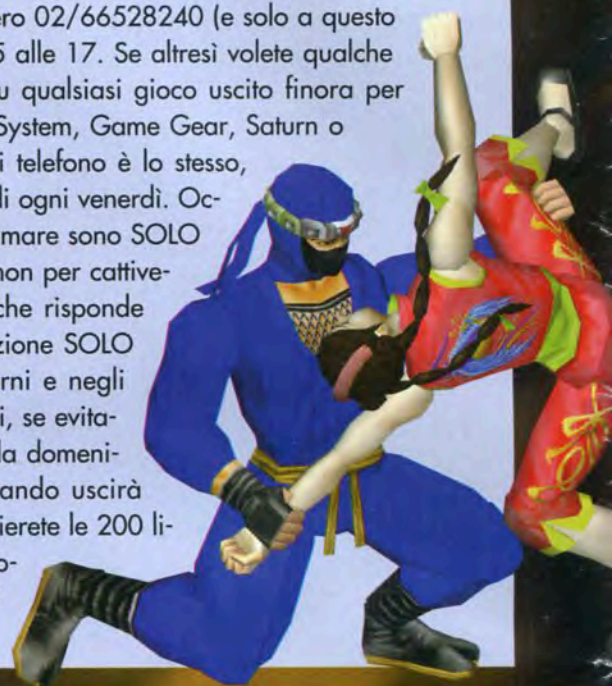 ero 02/66528240 (e solo a questo
5 alle 17. Se altresì volete qualche
u qualsiasi gioco uscito finora per
System, Game Gear, Saturn o
i telefono è lo stesso,
li ogni venerdì. Oc-
mare sono SOLO
non per cattive-
che risponde
zione SOLO
rni e negli
i, se evita-
la domeni-
ando uscirà
ierete le 200 li-
o-